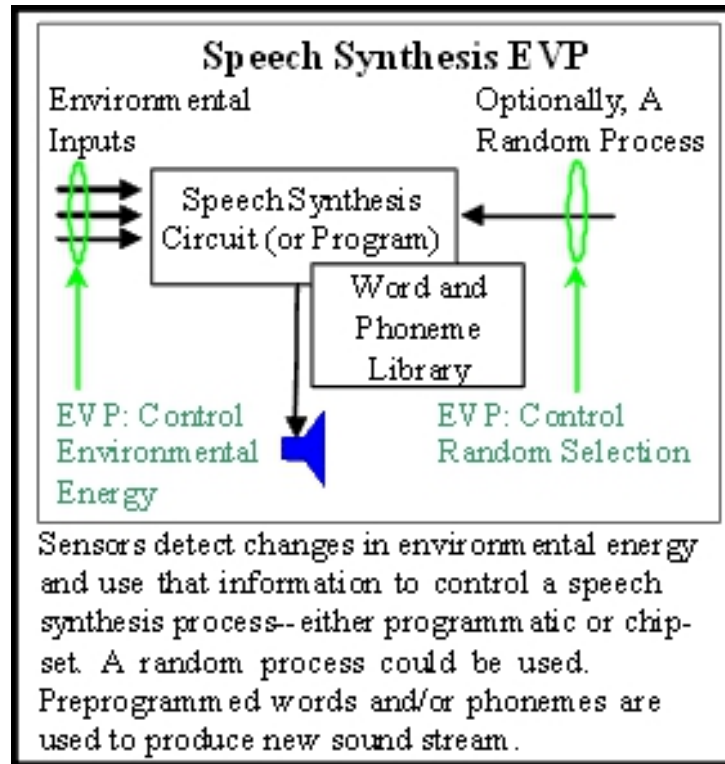 Speech Synthesis EVP
Environmental
Inputs
Optionally, A
Random Process
Speech Synthesis
Circuit (or Program)
Word and
Phoneme
Library
EVP: Control
Environmental
Energy
EVP: Control
Random Selection
Sensors detect changes in environmental energy
and use that information to control a speech
synthesis process--either programmatic or chip-
set. A random process could be used.
Preprogrammed words and/or phonemes are
used to produce new sound stream.